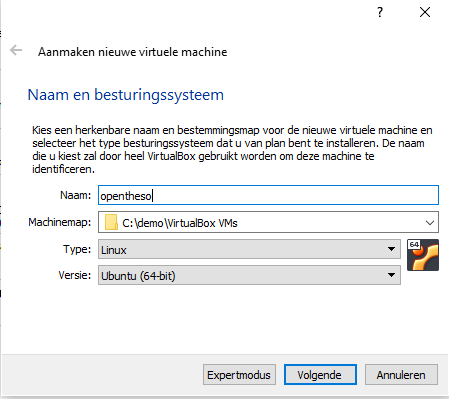 ?
Aanmaken nieuwe virtuele machine
Naam en besturingssysteem
Kies een herkenbare naam en bestemmingsmap voor de nieuwe virtuele machine en
selecteer het type besturingssysteem dat u van plan bent te installeren. De naam
die u kiest zal door heel VirtualBox gebruikt worden om deze machine te
identificeren.
Naam: opentheso
Machinemap: C:\demo\VirtualBox VMs
Type: Linux
64
Versie: Ubuntu (64-bit)
Expertmodus Volgende Annuleren